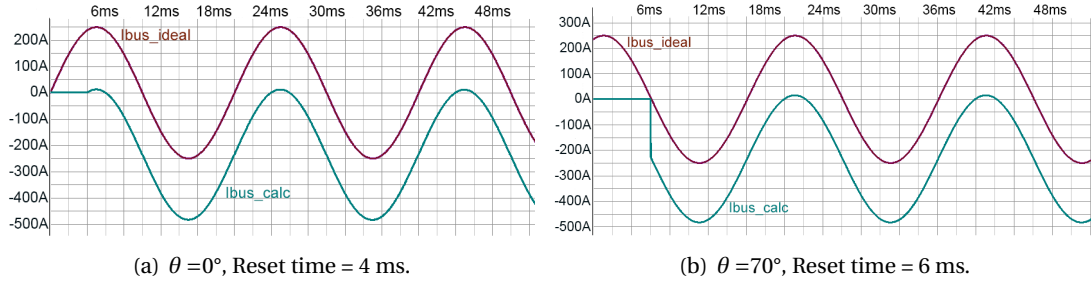 6ms 12ms 18ms 24ms 30ms 36ms 42ms 48ms
200A
100A
0A
-100A
-200A
-300A
-400A
-500A
Ibus_ideal
Ibus_calc
(a) θ =0°, Reset time = 4 ms.
6ms 12ms 18ms 24ms 30ms 36ms 42ms 48ms
300A
200A
100A
0A
-100A
-200A
-300A
-400A
-500A
Ibus_ideal
Ibus_calc
(b) θ =70°, Reset time = 6 ms.